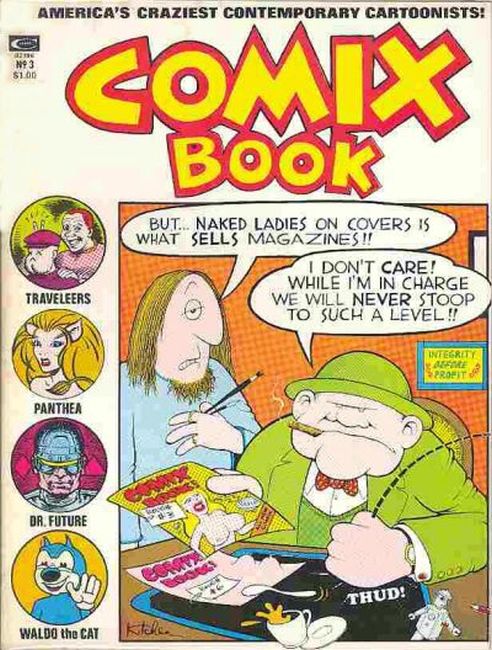 AMERICA'S CRAZIEST CONTEMPORARY CARTOONISTS!
02196
Nº 3
$1.00
COMIX
BOOK
BUT... NAKED LADIES ON COVERS IS
WHAT SELLS MAGAZINES!!
I DON'T CARE!
WHILE I'M IN CHARGE
WE WILL NEVER STOOP
TO SUCH A LEVEL!!
TRAVELEERS
PANTHEA
DR. FUTURE
WALDO the CAT
INTEGRITY
BEFORE
PROFIT
COMIX
COMIX
ROUGH
THUD!
Kitchen